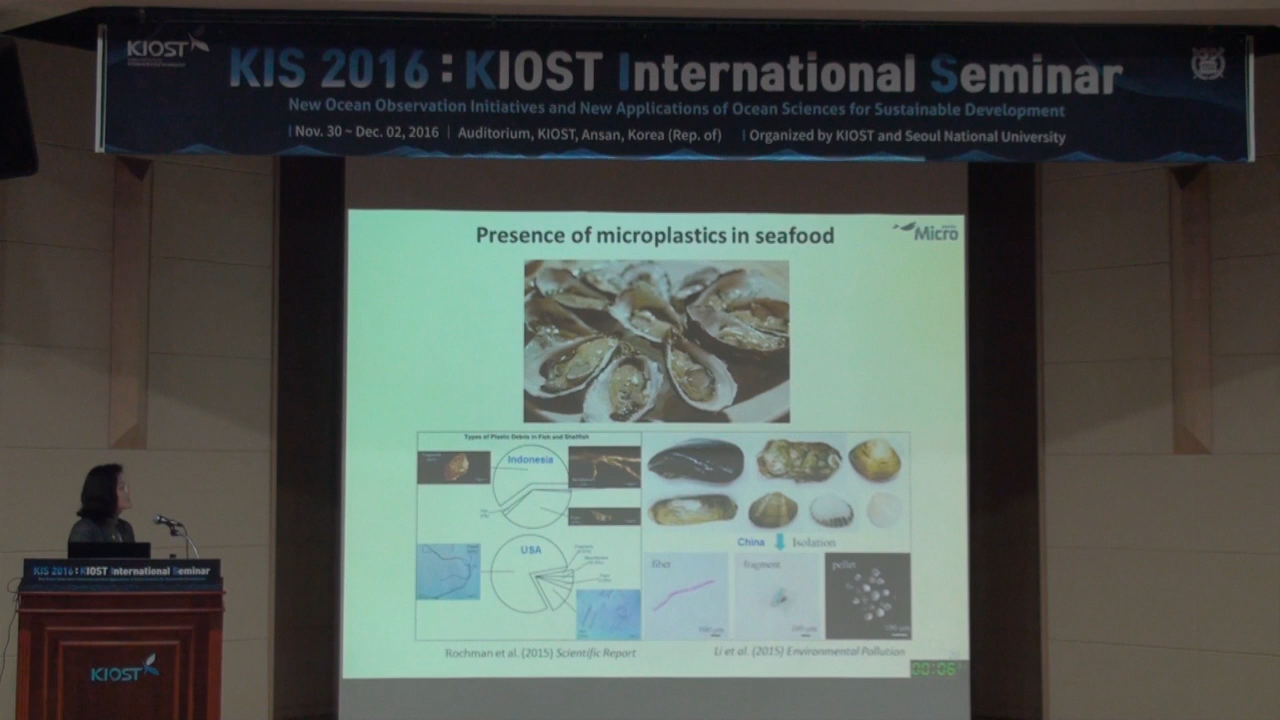 KIOST
KIS 2016 : KIOST International Seminar
New Ocean Observation Initiatives and New Applications of Ocean Sciences for Sustainable Development
Nov. 30 ~ Dec. 02, 2016 | Auditorium, KIOST, Ansan, Korea (Rep. of) | Organized by KIOST and Seoul National University
Presence of microplastics in seafood
Micro
Types of Plastic Debris in Fish and Shellfish
Indonesia
USA
China
Isolation
fiber
fragment
pellet
Rochman et al. (2015) Scientific Report
Li et al. (2015) Environmental Pollution
00:06
KIS 2016 : KIOST International Seminar
KIOST